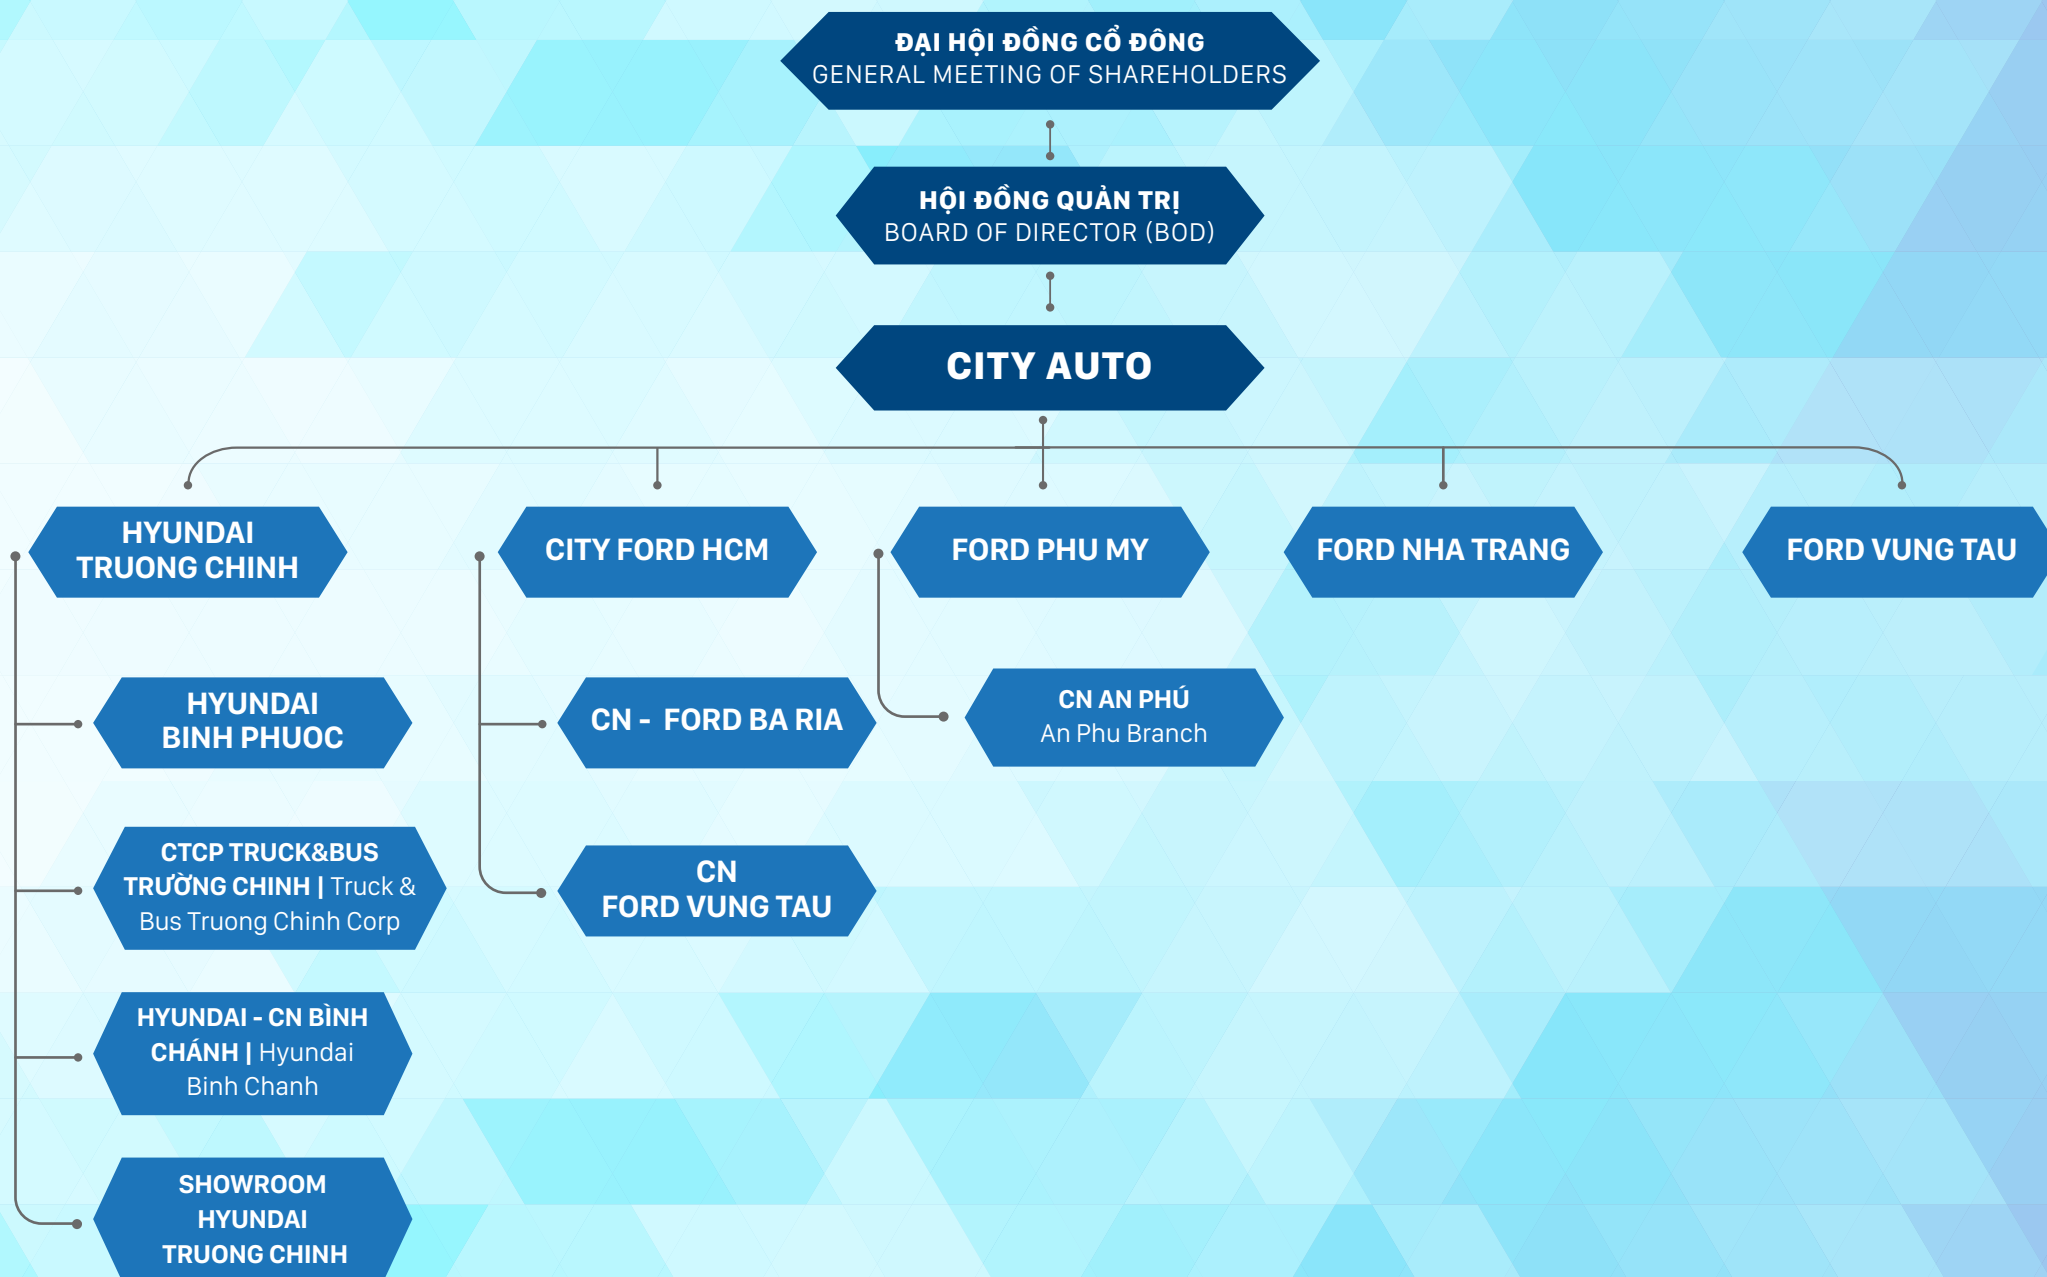 ĐẠI HỘI ĐỒNG CỔ ĐÔNG
GENERAL MEETING OF SHAREHOLDERS
HỘI ĐỒNG QUẢN TRỊ
BOARD OF DIRECTOR (BOD)
CITY AUTO
HYUNDAI
TRUONG CHINH
CITY FORD HCM
FORD PHU MY
FORD NHA TRANG
FORD VUNG TAU
HYUNDAI
BINH PHUOC
CN - FORD BA RIA
CN AN PHÚ
An Phu Branch
CTCP TRUCK&BUS
TRƯỜNG CHINH | Truck &
Bus Truong Chinh Corp
CN
FORD VUNG TAU
HYUNDAI - CN BÌNH
CHÁNH | Hyundai
Binh Chanh
SHOWROOM
HYUNDAI
TRUONG CHINH